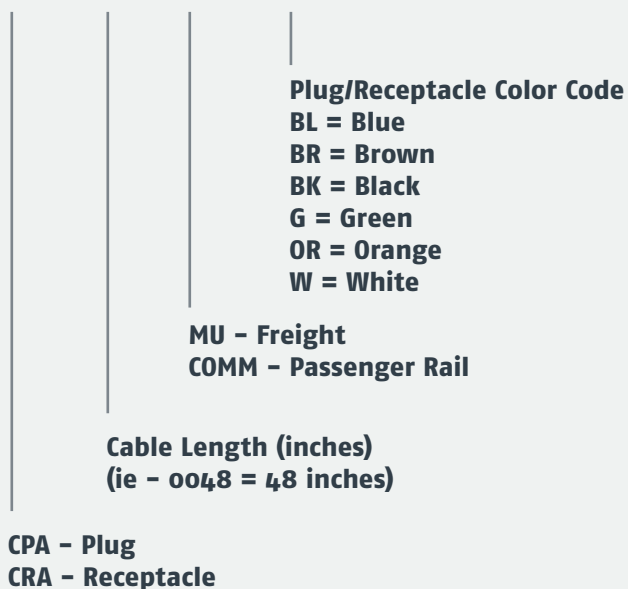 Plug/Receptacle Color Code
BL = Blue
BR = Brown
BK = Black
G = Green
OR = Orange
W = White
MU – Freight
COMM – Passenger Rail
Cable Length (inches)
(ie – 0048 = 48 inches)
CPA – Plug
CRA – Receptacle